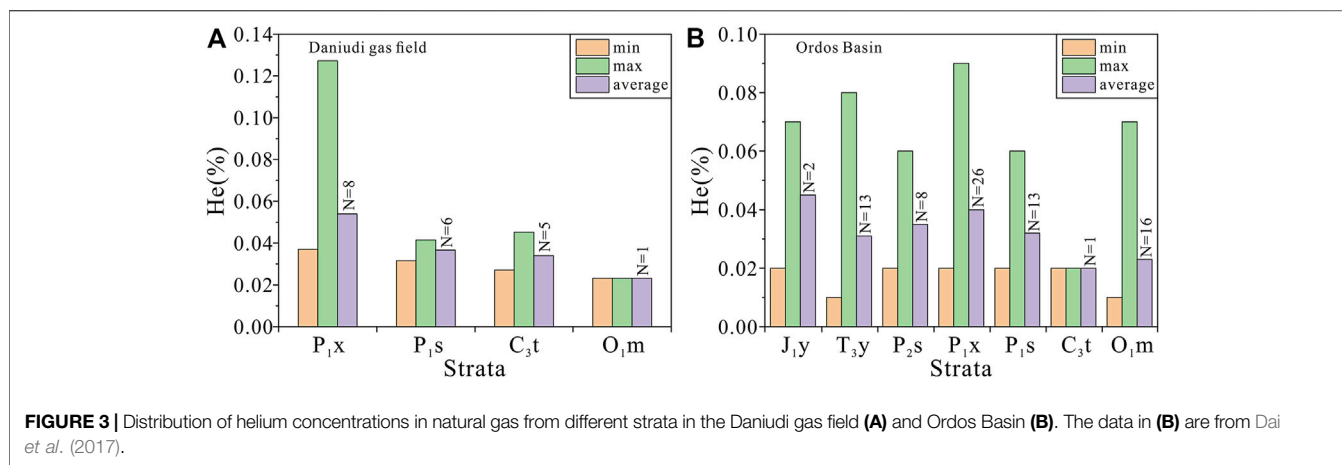 A
Daniudi gas field
min
max
average
He(%)
0.14
0.12
0.10
0.08
0.06
0.04
0.02
0.00
N=8
N=6
N=5
N=1
P₁x P₁s C₃t O₁m
Strata
B
Ordos Basin
min
max
average
He(%)
0.10
0.08
0.06
0.04
0.02
0.00
N=2
N=13
N=8
N=26
N=13
N=1
N=16
J₁y T₃y P₂s P₁x P₁s C₃t O₁m
Strata
FIGURE 3 | Distribution of helium concentrations in natural gas from different strata in the Daniudi gas field (A) and Ordos Basin (B). The data in (B) are from Dai
et al. (2017).